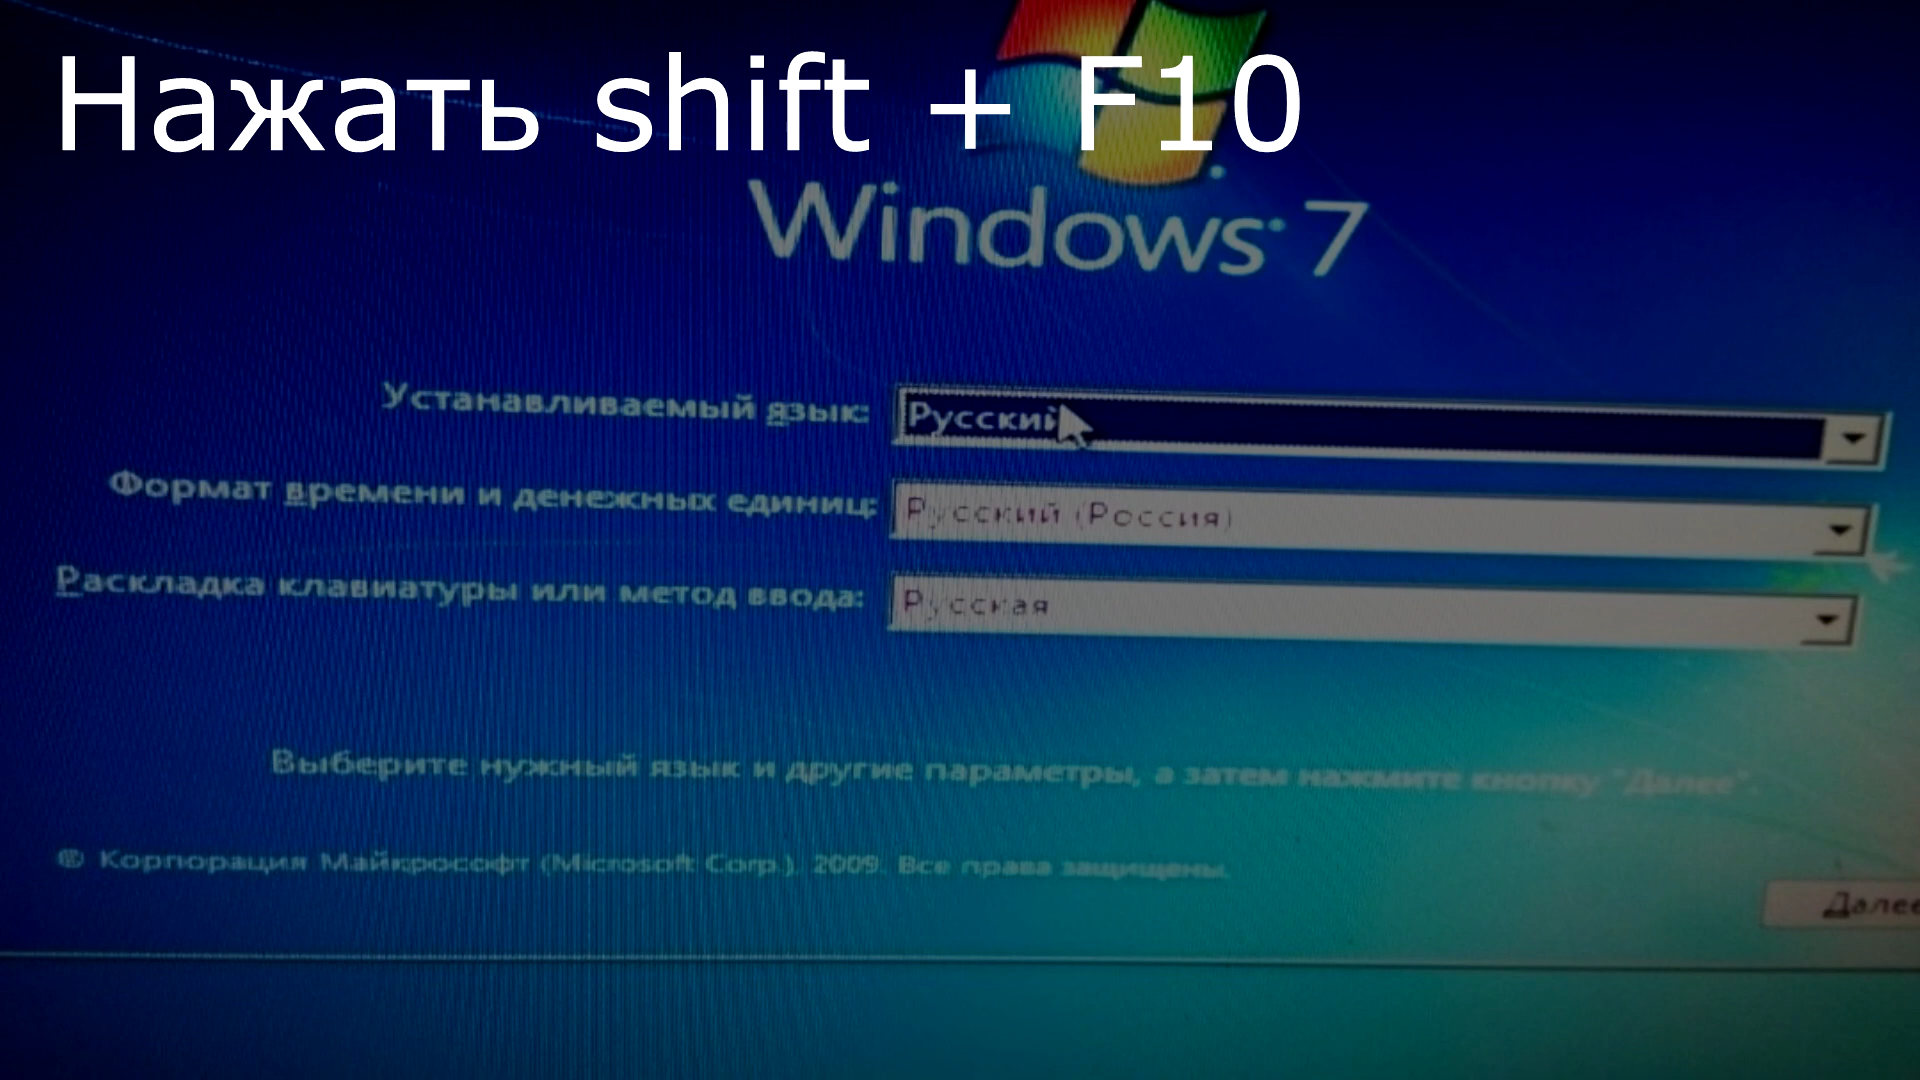 Нажать shift + F10
Windows 7
Устанавливаемый язык: Русский
Формат времени и денежных единиц: Русский (Россия)
Раскладка клавиатуры или метод ввода: Русская
Выберите нужный язык и другие параметры, а затем нажмите кнопку "Далее".
© Корпорация Майкрософт (Microsoft Corp.), 2009. Все права защищены.
Далее